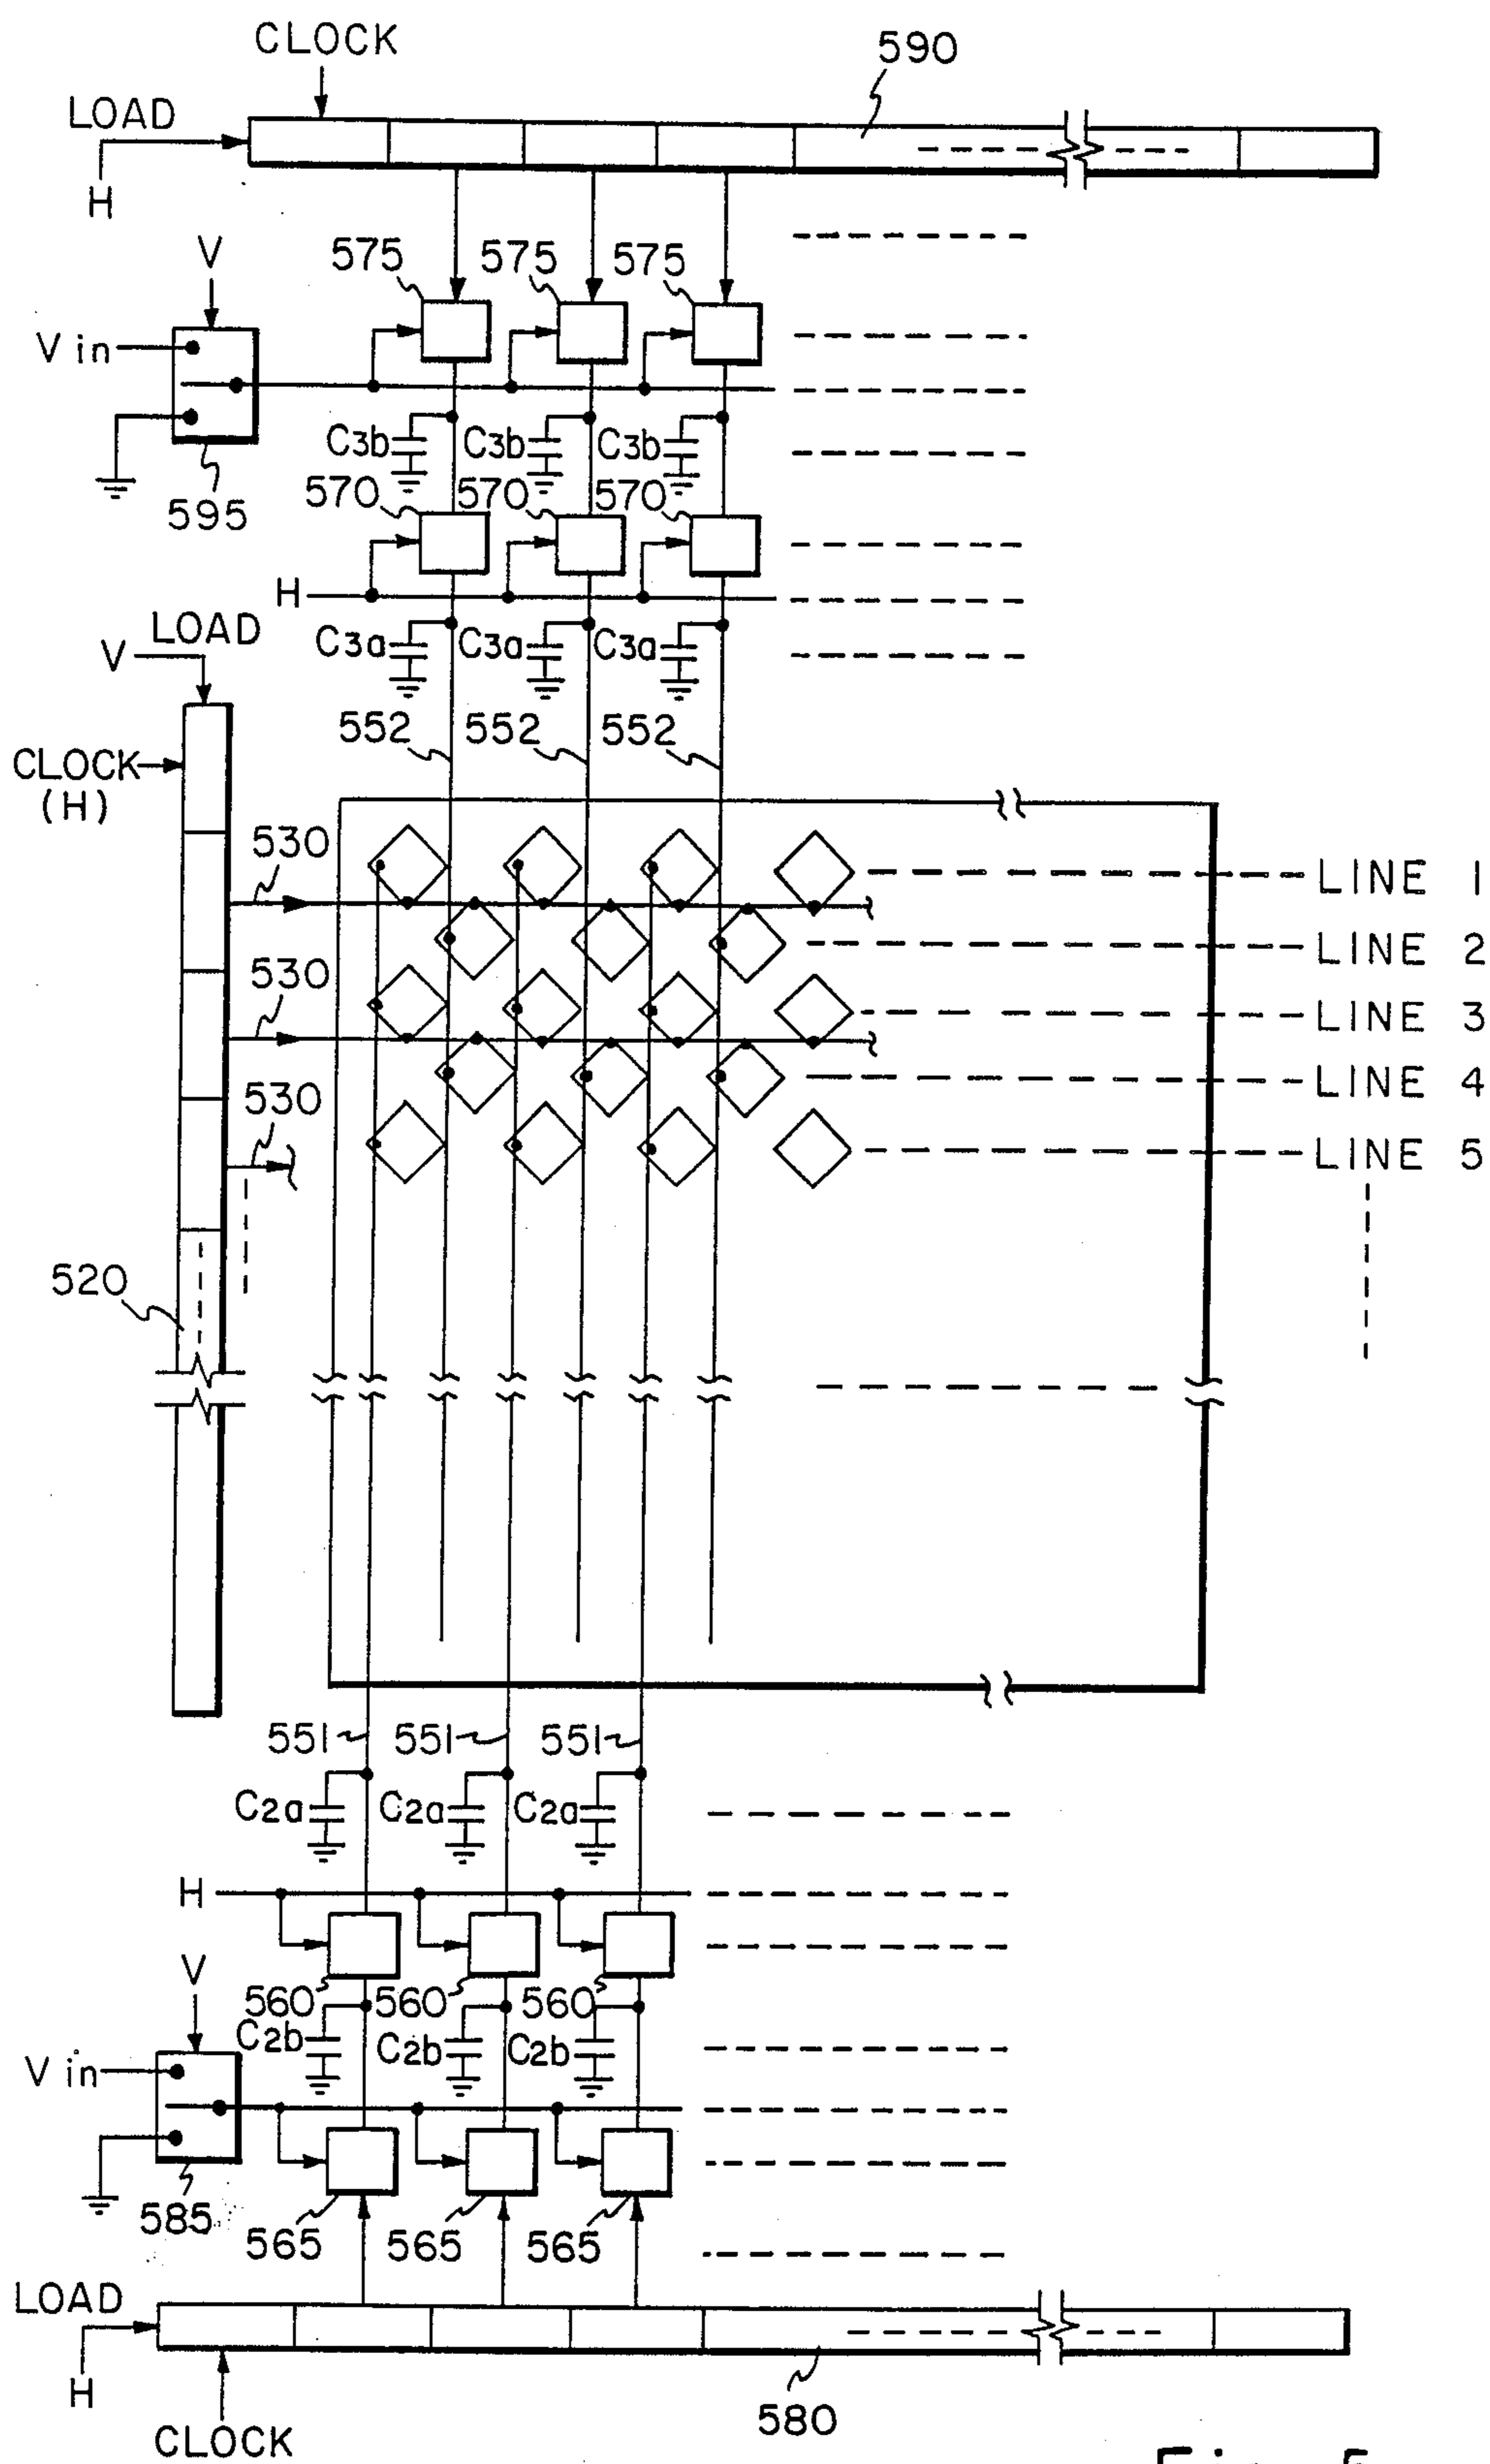 CLOCK
590
LOAD
H
V
575 575 575
V in
C3b C3b C3b
570 570 570
595
H
C3a C3a C3a
LOAD
V
552 552 552
CLOCK
(H)
530
LINE 1
LINE 2
530
LINE 3
LINE 4
530
LINE 5
520
551 551 551
C2a C2a C2a
H
V
560 560 560
C2b C2b C2b
V in
585
565 565 565
LOAD
H
580
CLOCK